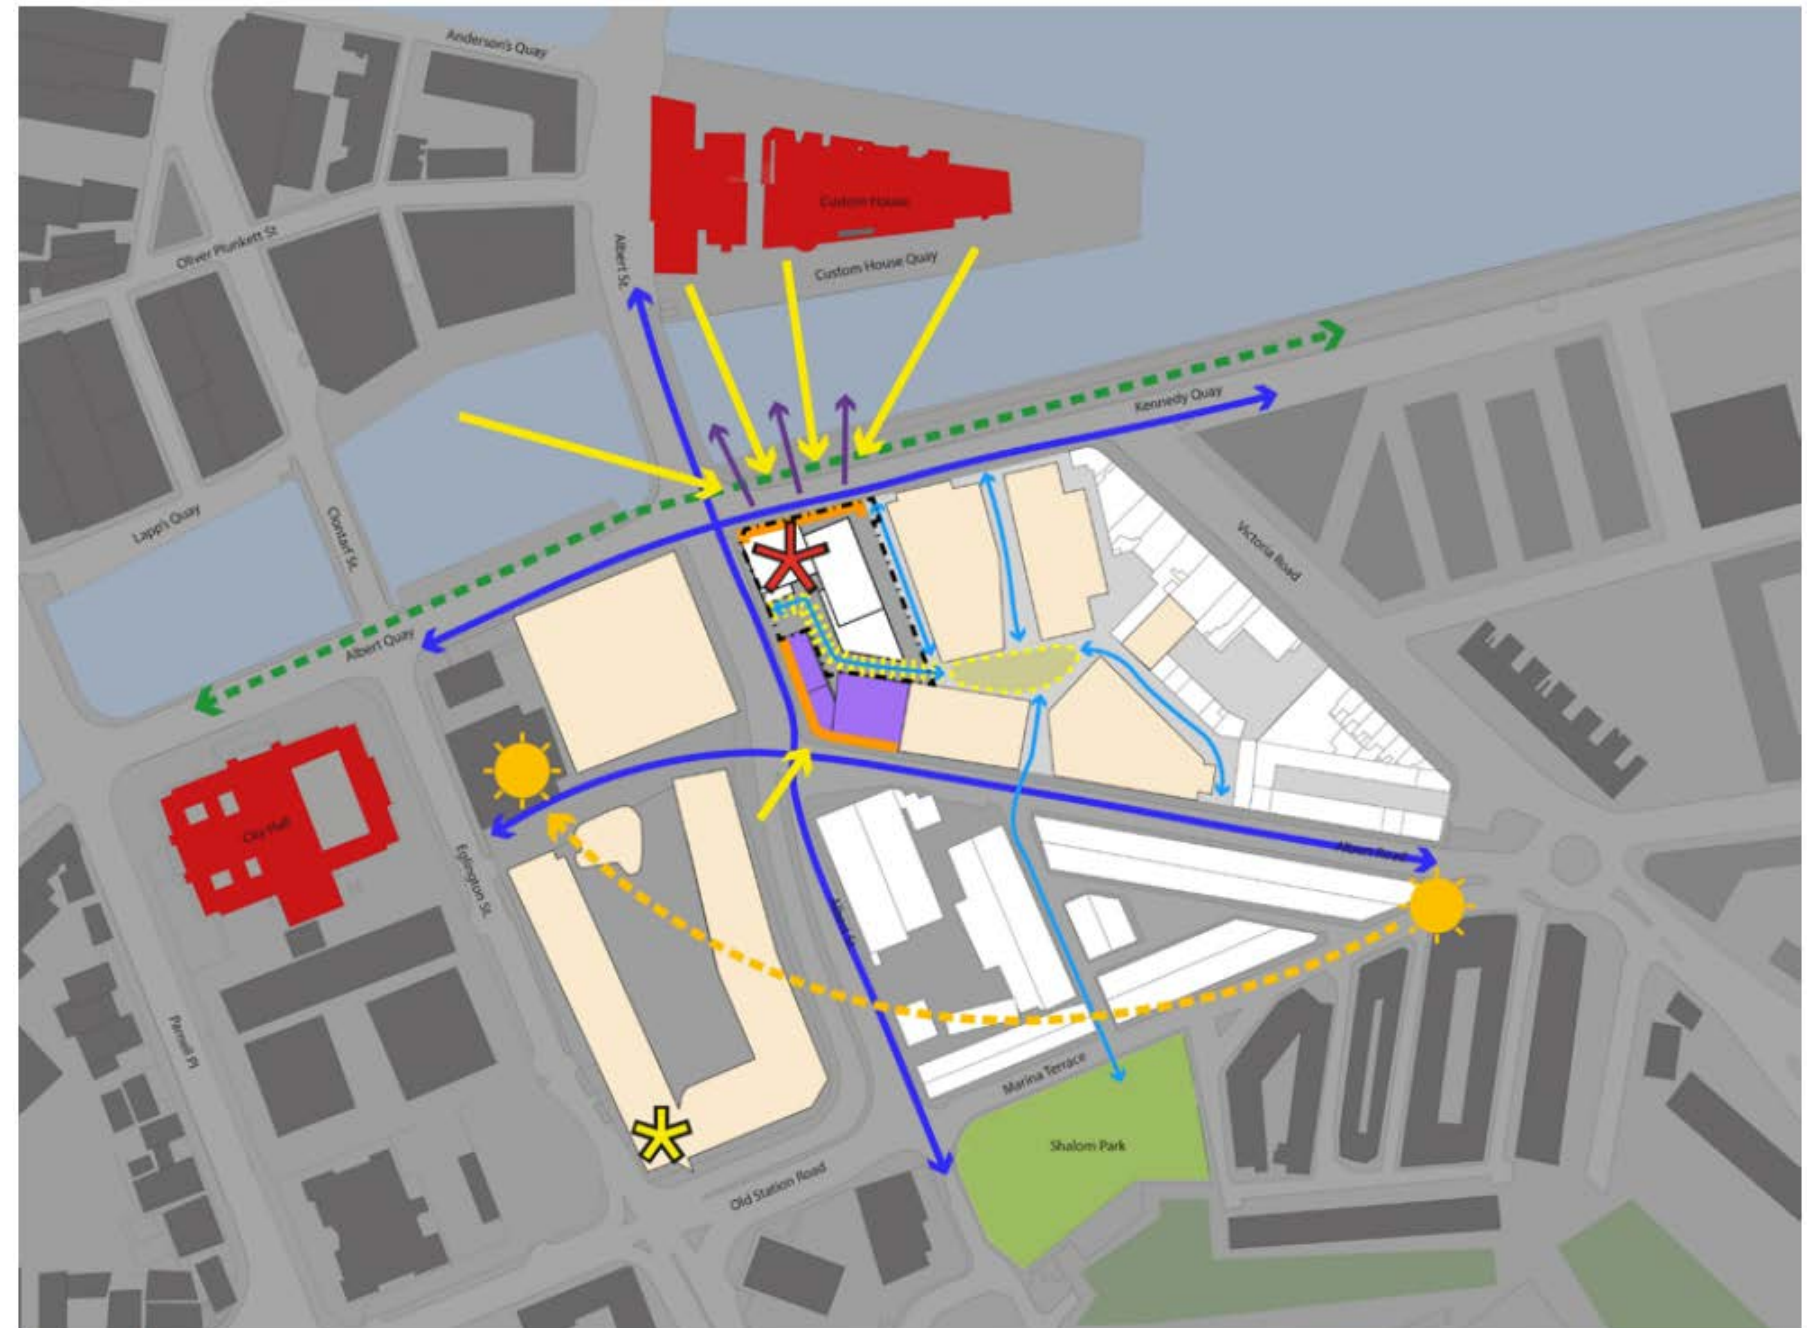 Anderson's Quay
Custom House
Oliver Plunkett St
Albert St.
Custom House Quay
Kennedy Quay
Lapp's Quay
Clontarf St.
Victoria Road
Albert Quay
City Hall
Albert Road
Eglington St.
Parnell Pl
Marina Terrace
Shalom Park
Old Station Road